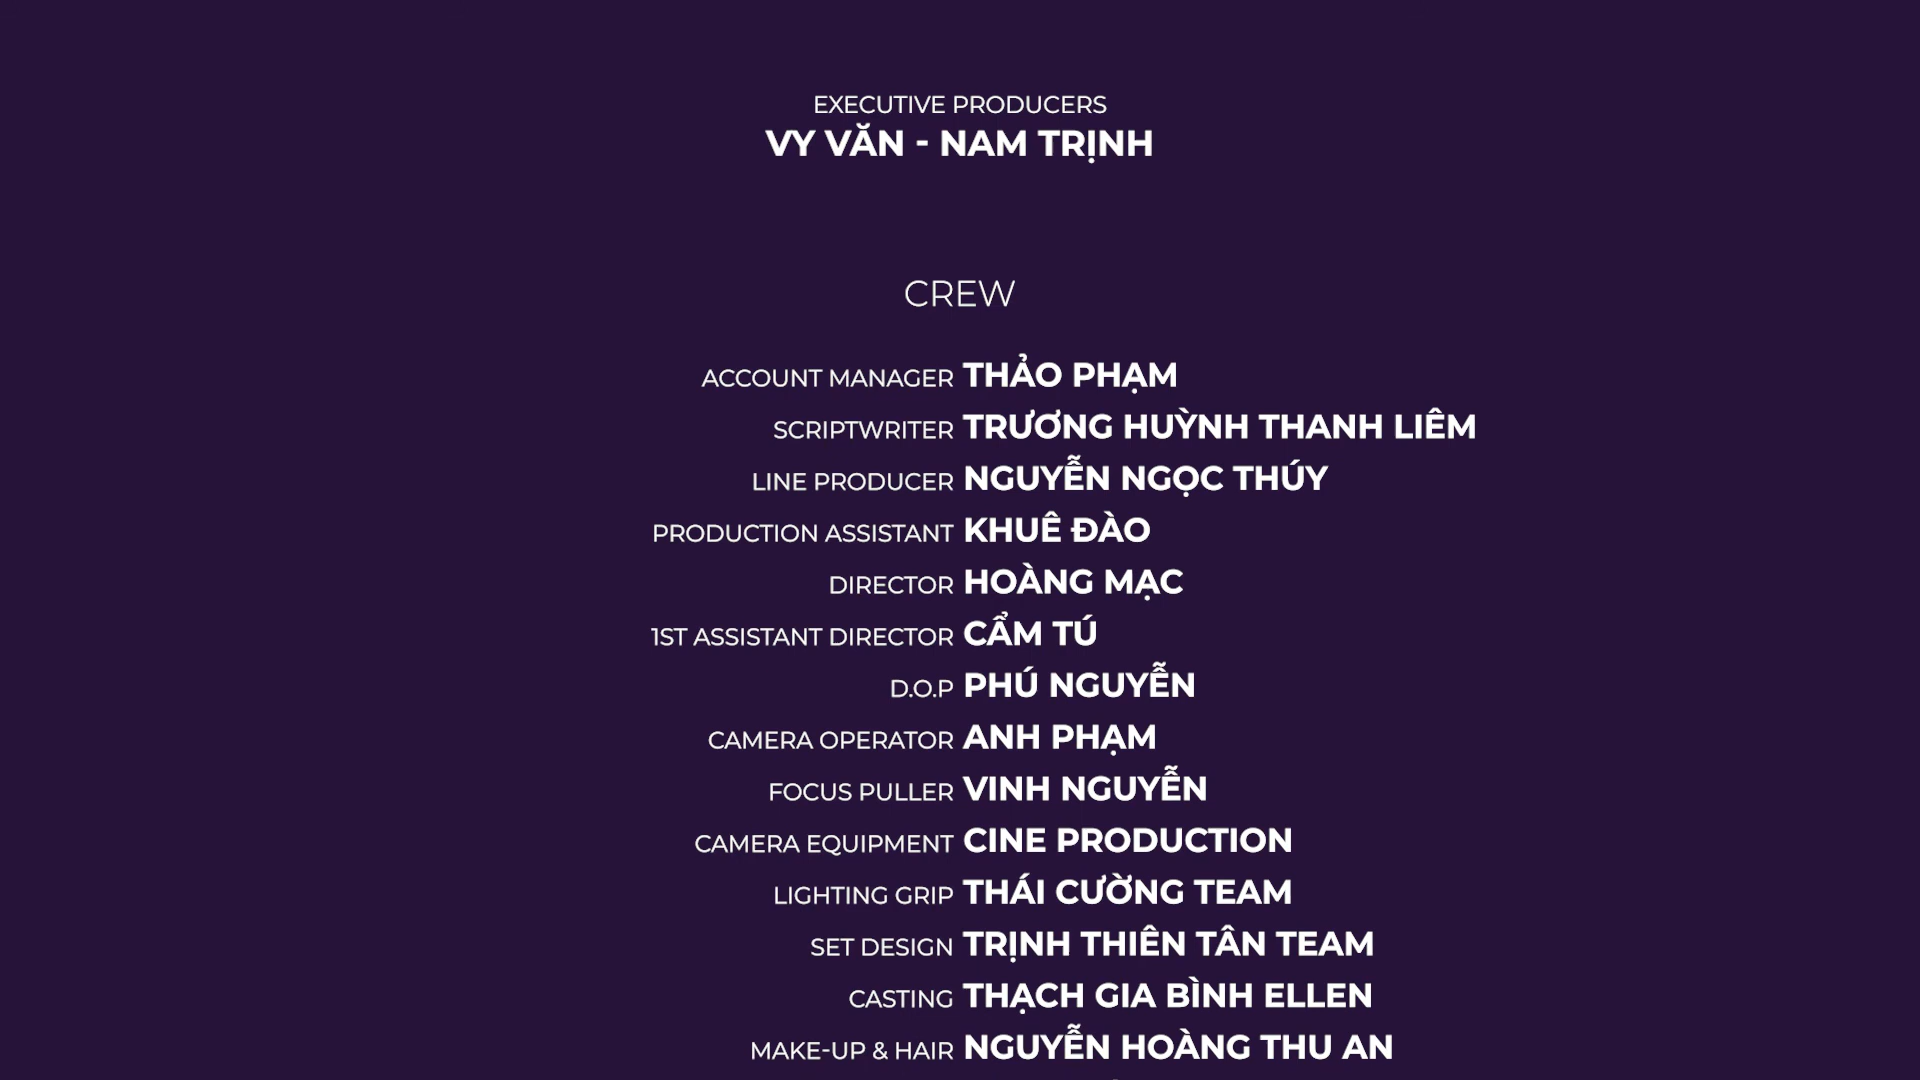 EXECUTIVE PRODUCERS
VY VĂN - NAM TRỊNH
CREW
ACCOUNT MANAGER THẢO PHẠM
SCRIPTWRITER TRƯƠNG HUỲNH THANH LIÊM
LINE PRODUCER NGUYỄN NGỌC THÚY
PRODUCTION ASSISTANT KHUÊ ĐÀO
DIRECTOR HOÀNG MẠC
1ST ASSISTANT DIRECTOR CẨM TÚ
D.O.P PHÚ NGUYỄN
CAMERA OPERATOR ANH PHẠM
FOCUS PULLER VINH NGUYỄN
CAMERA EQUIPMENT CINE PRODUCTION
LIGHTING GRIP THÁI CƯỜNG TEAM
SET DESIGN TRỊNH THIÊN TÂN TEAM
CASTING THẠCH GIA BÌNH ELLEN
MAKE-UP & HAIR NGUYỄN HOÀNG THU AN